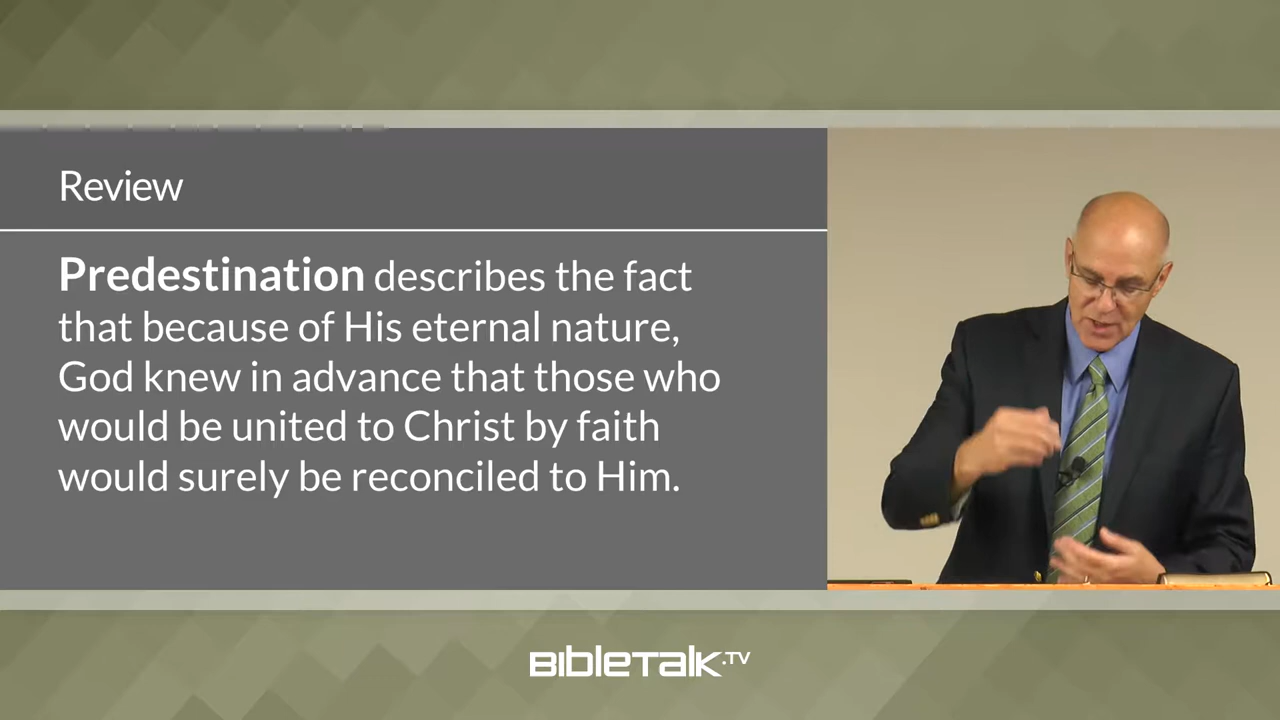 Review
Predestination describes the fact
that because of His eternal nature,
God knew in advance that those who
would be united to Christ by faith
would surely be reconciled to Him.
BiBLeTaLk.TV